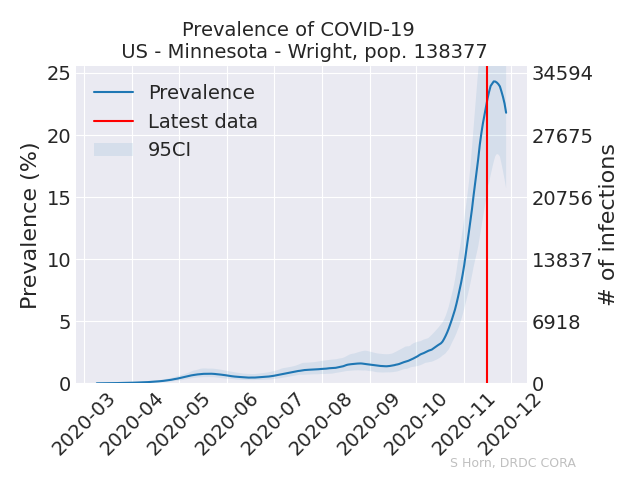 Prevalence of COVID-19
US - Minnesota - Wright, pop. 138377
Prevalence
Latest data
95CI
Prevalence (%)
25
20
15
10
5
0
34594
27675
20756
13837
6918
0
# of infections
2020-03
2020-04
2020-05
2020-06
2020-07
2020-08
2020-09
2020-10
2020-11
2020-12
S Horn, DRDC CORA